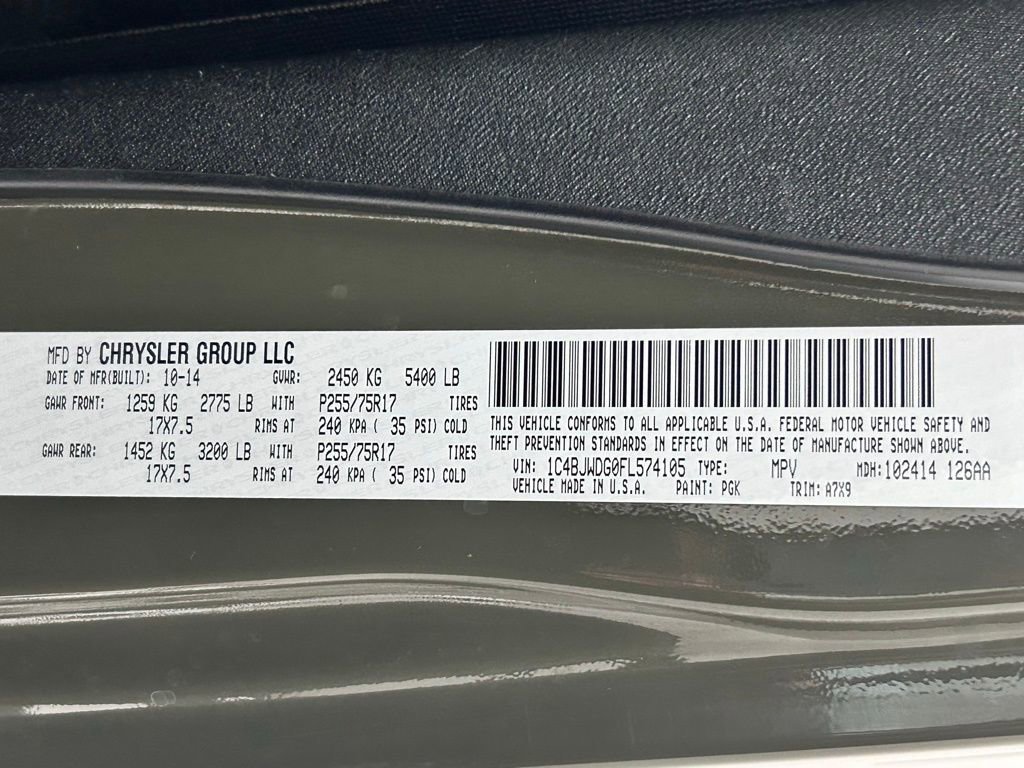 MFD BY CHRYSLER GROUP LLC
DATE OF MFR(BUILT): 10-14 GVWR: 2450 KG 5400 LB
GAWR FRONT: 1259 KG 2775 LB WITH P255/75R17 TIRES
17X7.5 RIMS AT 240 KPA ( 35 PSI) COLD
GAWR REAR: 1452 KG 3200 LB WITH P255/75R17 TIRES
17X7.5 RIMS AT 240 KPA ( 35 PSI) COLD
THIS VEHICLE CONFORMS TO ALL APPLICABLE U.S.A. FEDERAL MOTOR VEHICLE SAFETY AND
THEFT PREVENTION STANDARDS IN EFFECT ON THE DATE OF MANUFACTURE SHOWN ABOVE.
VIN: 1C4BJWDG0FL574105 TYPE: MPV MDH:102414 126AA
VEHICLE MADE IN U.S.A. PAINT: PGK TRIM: A7X9